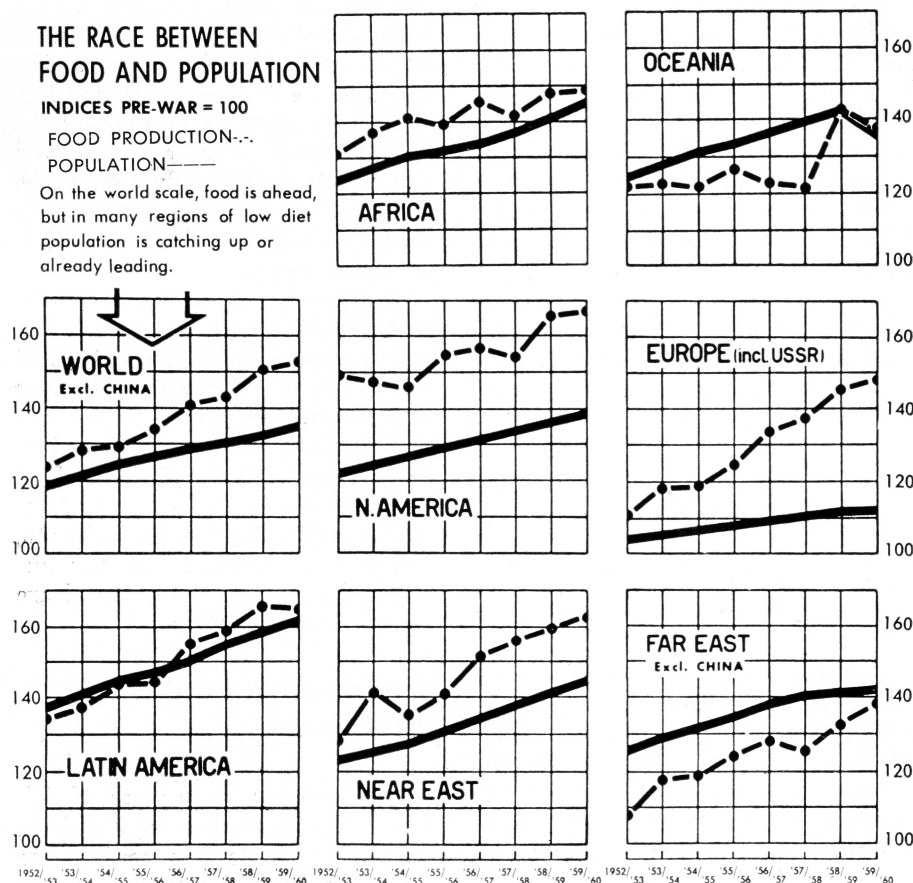 THE RACE BETWEEN
FOOD AND POPULATION
INDICES PRE-WAR = 100
FOOD PRODUCTION-.-.
POPULATION———
On the world scale, food is ahead,
but in many regions of low diet
population is catching up or
already leading.
AFRICA
OCEANIA
160
140
120
100
WORLD
Excl. CHINA
160
140
120
100
N. AMERICA
EUROPE (incl. USSR)
160
140
120
100
LATIN AMERICA
160
140
120
100
NEAR EAST
FAR EAST
Excl. CHINA
160
140
120
100
1952/ '53/ '54/ '55/ '56/ '57/ '58/ '59/
'53 '54 '55 '56 '57 '58 '59 '60
'53/ '54/ '55/ '56/ '57/ '58/ '59/
'53 '54 '55 '56 '57 '58 '59 '60
1952/ '53/ '54/ '55/ '56/ '57/ '58/ '59/
'53 '54 '55 '56 '57 '58 '59 '60